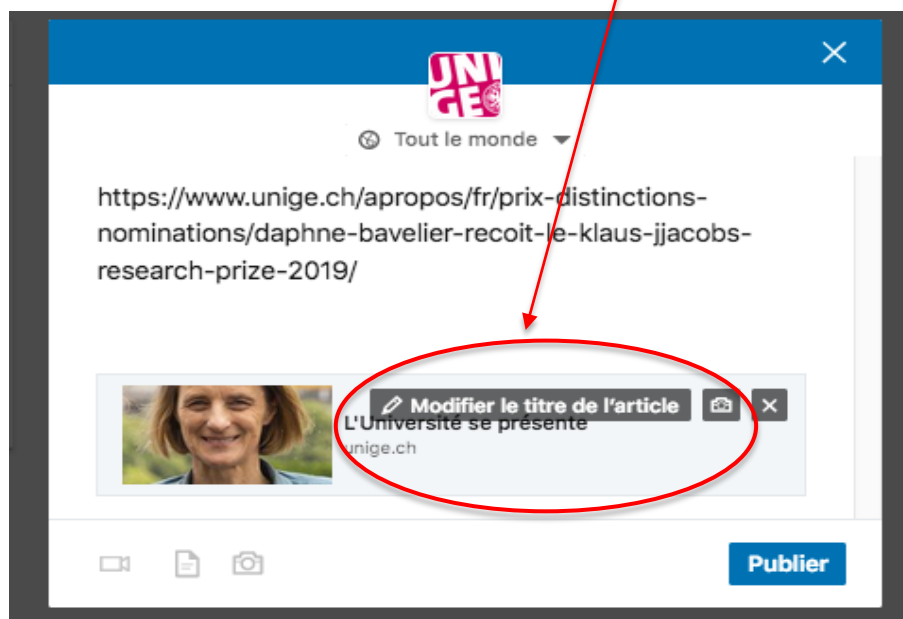 UNI
GE
Tout le monde
https://www.unige.ch/apropos/fr/prix-distinctions-
nominations/daphne-bavelier-recoit-le-klaus-jjacobs-
research-prize-2019/
Modifier le titre de l'article
L'Université se présente
unige.ch
Publier